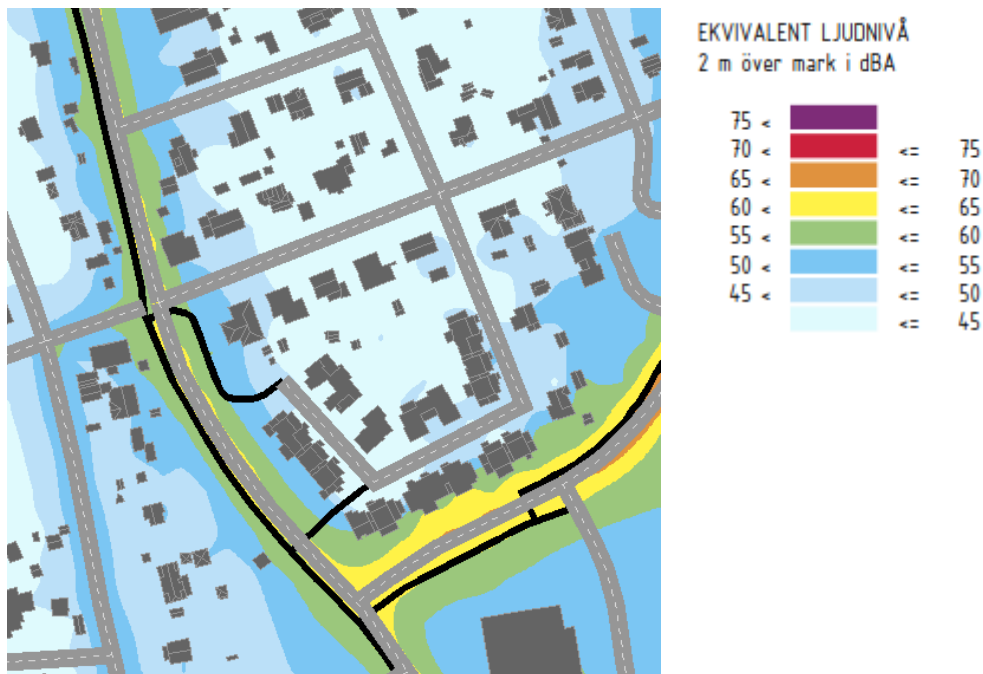 EKVIVALENT LJUDNIVÅ
2 m över mark i dBA
75 <
70 < <= 75
65 < <= 70
60 < <= 65
55 < <= 60
50 < <= 55
45 < <= 50
<= 45